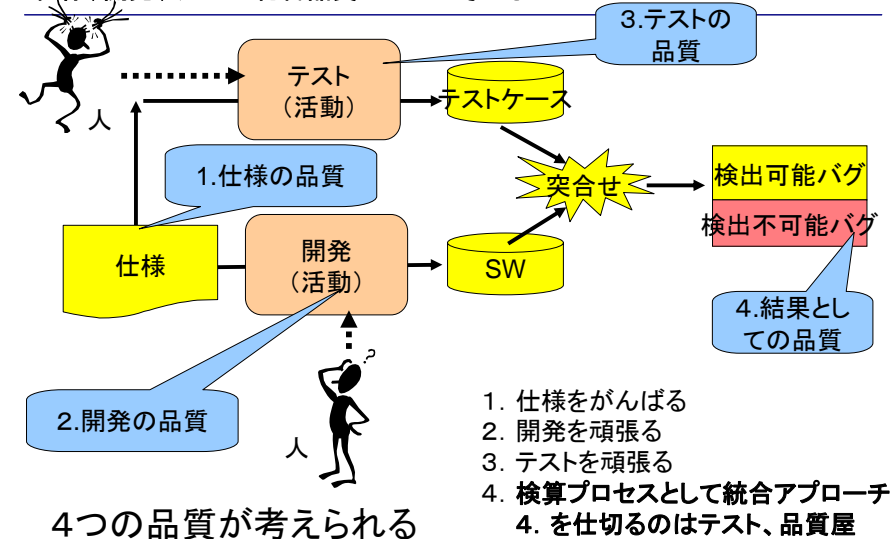 3.テストの
品質
テスト
（活動）
テストケース
人
1.仕様の品質
突合せ
検出可能バグ
検出不可能バグ
仕様
開発
（活動）
SW
4.結果とし
ての品質
?
2.開発の品質
人
1. 仕様をがんばる
2. 開発を頑張る
3. テストを頑張る
4. 検算プロセスとして統合アプローチ
4. を仕切るのはテスト、品質屋
4つの品質が考えられる